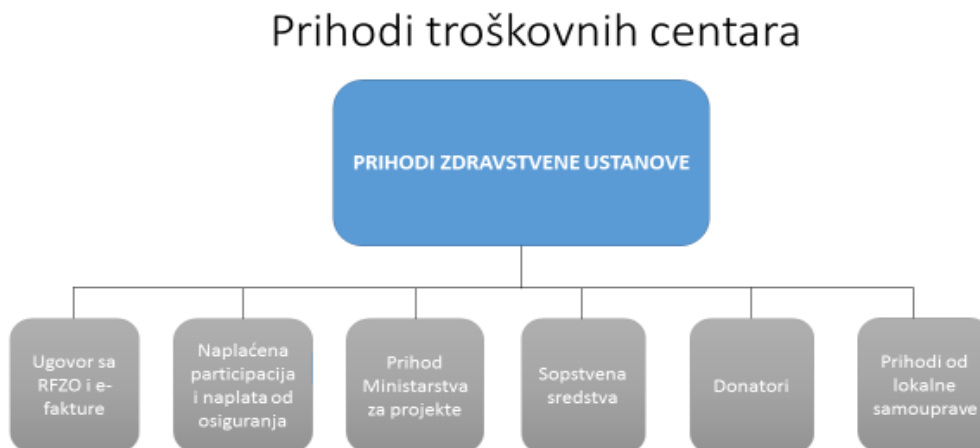 Prihodi troškovnih centara
PRIHODI ZDRAVSTVENE USTANOVE
Ugovor sa
RFZO i e-
fakture
Naplaćena
participacija
i naplata od
osiguranja
Prihod
Ministarstva
za projekte
Sopstvena
sredstva
Donatori
Prihodi od
lokalne
samouprave